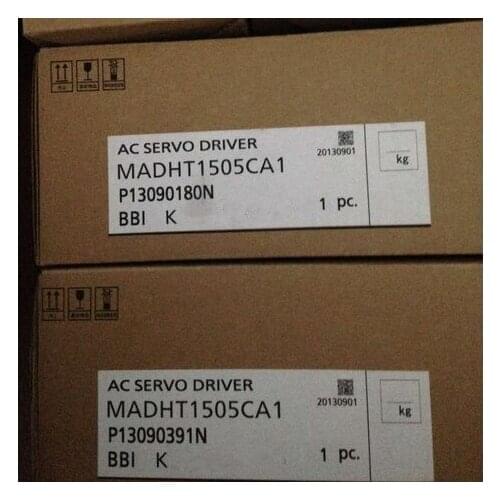 AC SERVO DRIVER
20130901
MADHT1505CA1
kg
P13090180N
BBI K
1 pc.
AC SERVO DRIVER
20130901
MADHT1505CA1
kg
P13090391N
BBI K
1 pc.